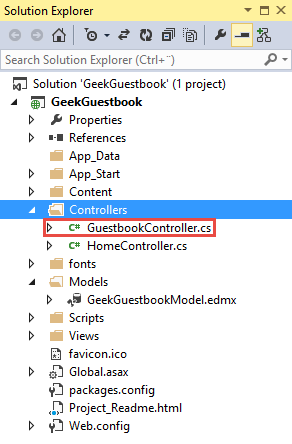 Solution Explorer
Search Solution Explorer (Ctrl+¨)
Solution 'GeekGuestbook' (1 project)
GeekGuestbook
Properties
References
App_Data
App_Start
Content
Controllers
GuestbookController.cs
HomeController.cs
fonts
Models
GeekGuestbookModel.edmx
Scripts
Views
favicon.ico
Global.asax
packages.config
Project_Readme.html
Web.config